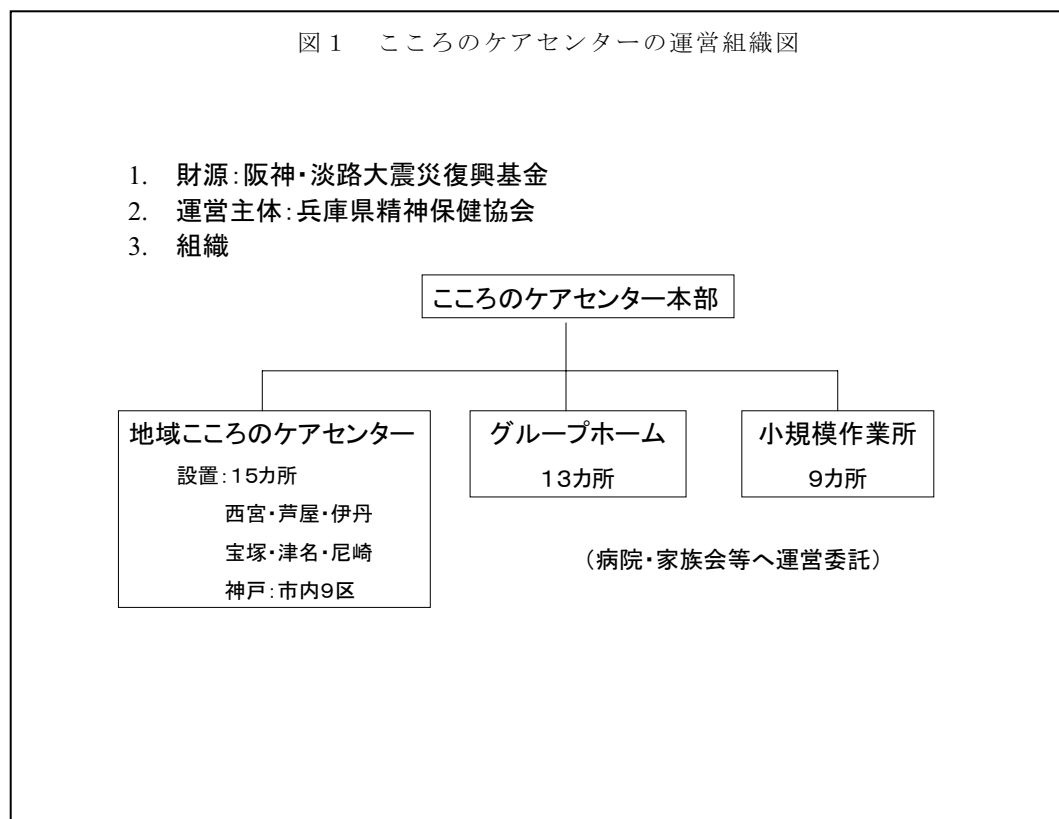 図１ こころのケアセンターの運営組織図
1. 財源：阪神・淡路大震災復興基金
2. 運営主体：兵庫県精神保健協会
3. 組織
こころのケアセンター本部
地域こころのケアセンター
設置：１５カ所
西宮・芦屋・伊丹
宝塚・津名・尼崎
神戸：市内９区
グループホーム
１３カ所
小規模作業所
９カ所
（病院・家族会等へ運営委託）